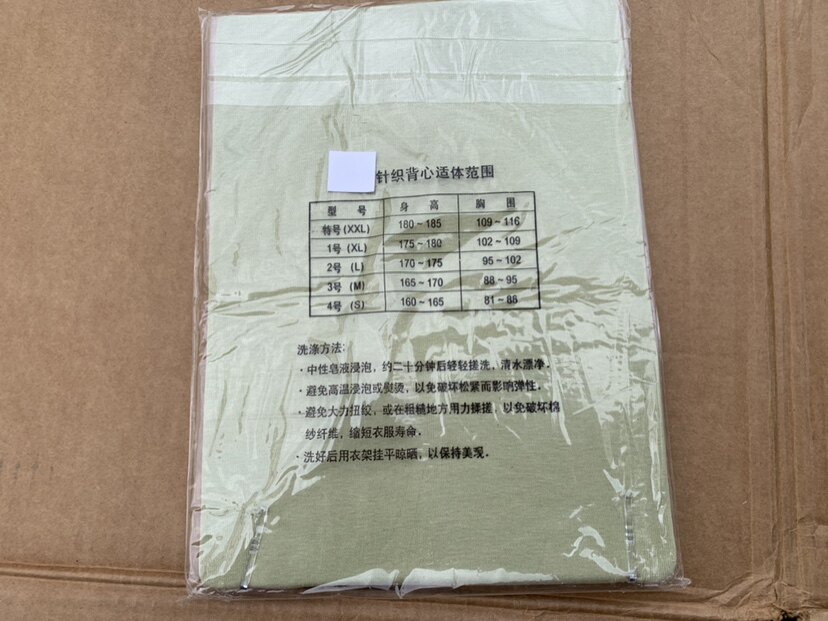 针织背心适体范围
型 号 身 高 胸 围
特号(XXL) 180~185 109~116
1号(XL) 175~180 102~109
2号(L) 170~175 95~102
3号(M) 165~170 88~95
4号(S) 160~165 81~88
洗涤方法:
·中性皂液浸泡，约二十分钟后轻轻搓洗，清水漂净。
·避免高温浸泡或熨烫，以免破坏松紧而影响弹性。
·避免大力扭绞，或在粗糙地方用力揉搓，以免破坏棉
纱纤维，缩短衣服寿命。
·洗好后用衣架挂平晾晒，以保持美观。